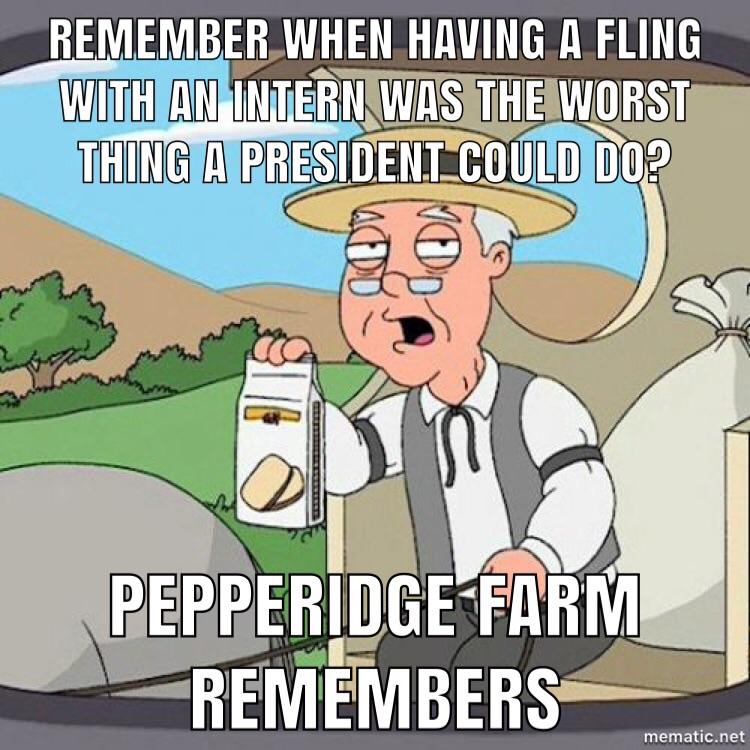 REMEMBER WHEN HAVING A FLING
WITH AN INTERN WAS THE WORST
THING A PRESIDENT COULD DO?
PEPPERIDGE FARM
REMEMBERS
mematic.net